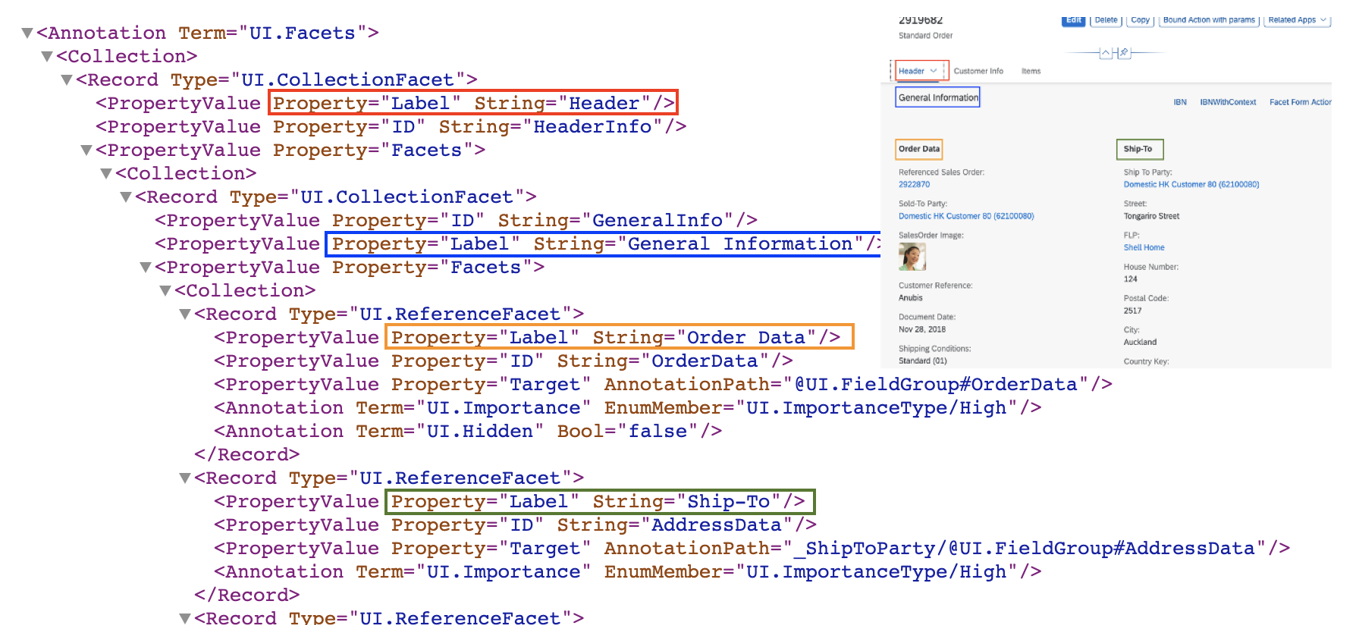 ▼<Annotation Term="UI.Facets">
▼<Collection>
▼<Record Type="UI.CollectionFacet">
<PropertyValue Property="Label" String="Header"/>
<PropertyValue Property="ID" String="HeaderInfo"/>
▼<PropertyValue Property="Facets">
▼<Collection>
▼<Record Type="UI.CollectionFacet">
<PropertyValue Property="ID" String="GeneralInfo"/>
<PropertyValue Property="Label" String="General Information"/>
▼<PropertyValue Property="Facets">
▼<Collection>
▼<Record Type="UI.ReferenceFacet">
<PropertyValue Property="Label" String="Order Data"/>
<PropertyValue Property="ID" String="OrderData"/>
<PropertyValue Property="Target" AnnotationPath="@UI.FieldGroup#OrderData"/>
<Annotation Term="UI.Importance" EnumMember="UI.ImportanceType/High"/>
<Annotation Term="UI.Hidden" Bool="false"/>
</Record>
▼<Record Type="UI.ReferenceFacet">
<PropertyValue Property="Label" String="Ship-To"/>
<PropertyValue Property="ID" String="AddressData"/>
<PropertyValue Property="Target" AnnotationPath="_ShipToParty/@UI.FieldGroup#AddressData"/>
<Annotation Term="UI.Importance" EnumMember="UI.ImportanceType/High"/>
</Record>
▼<Record Type="UI.ReferenceFacet">
2919682
Edit Delete Copy Bound Action with params Related Apps
Standard Order
Header Customer Info Items
General Information
IBN IBNWithContext Facet Form Action
Order Data
Referenced Sales Order:
2922870
Sold-To Party:
Domestic HK Customer 80 (62100080)
SalesOrder Image:
Customer Reference:
Anubis
Document Date:
Nov 28, 2018
Shipping Conditions:
Standard (01)
Ship-To
Ship To Party:
Domestic HK Customer 80 (62100080)
Street:
Tongariro Street
FLP:
Shell Home
House Number:
124
Postal Code:
2517
City:
Auckland
Country Key: